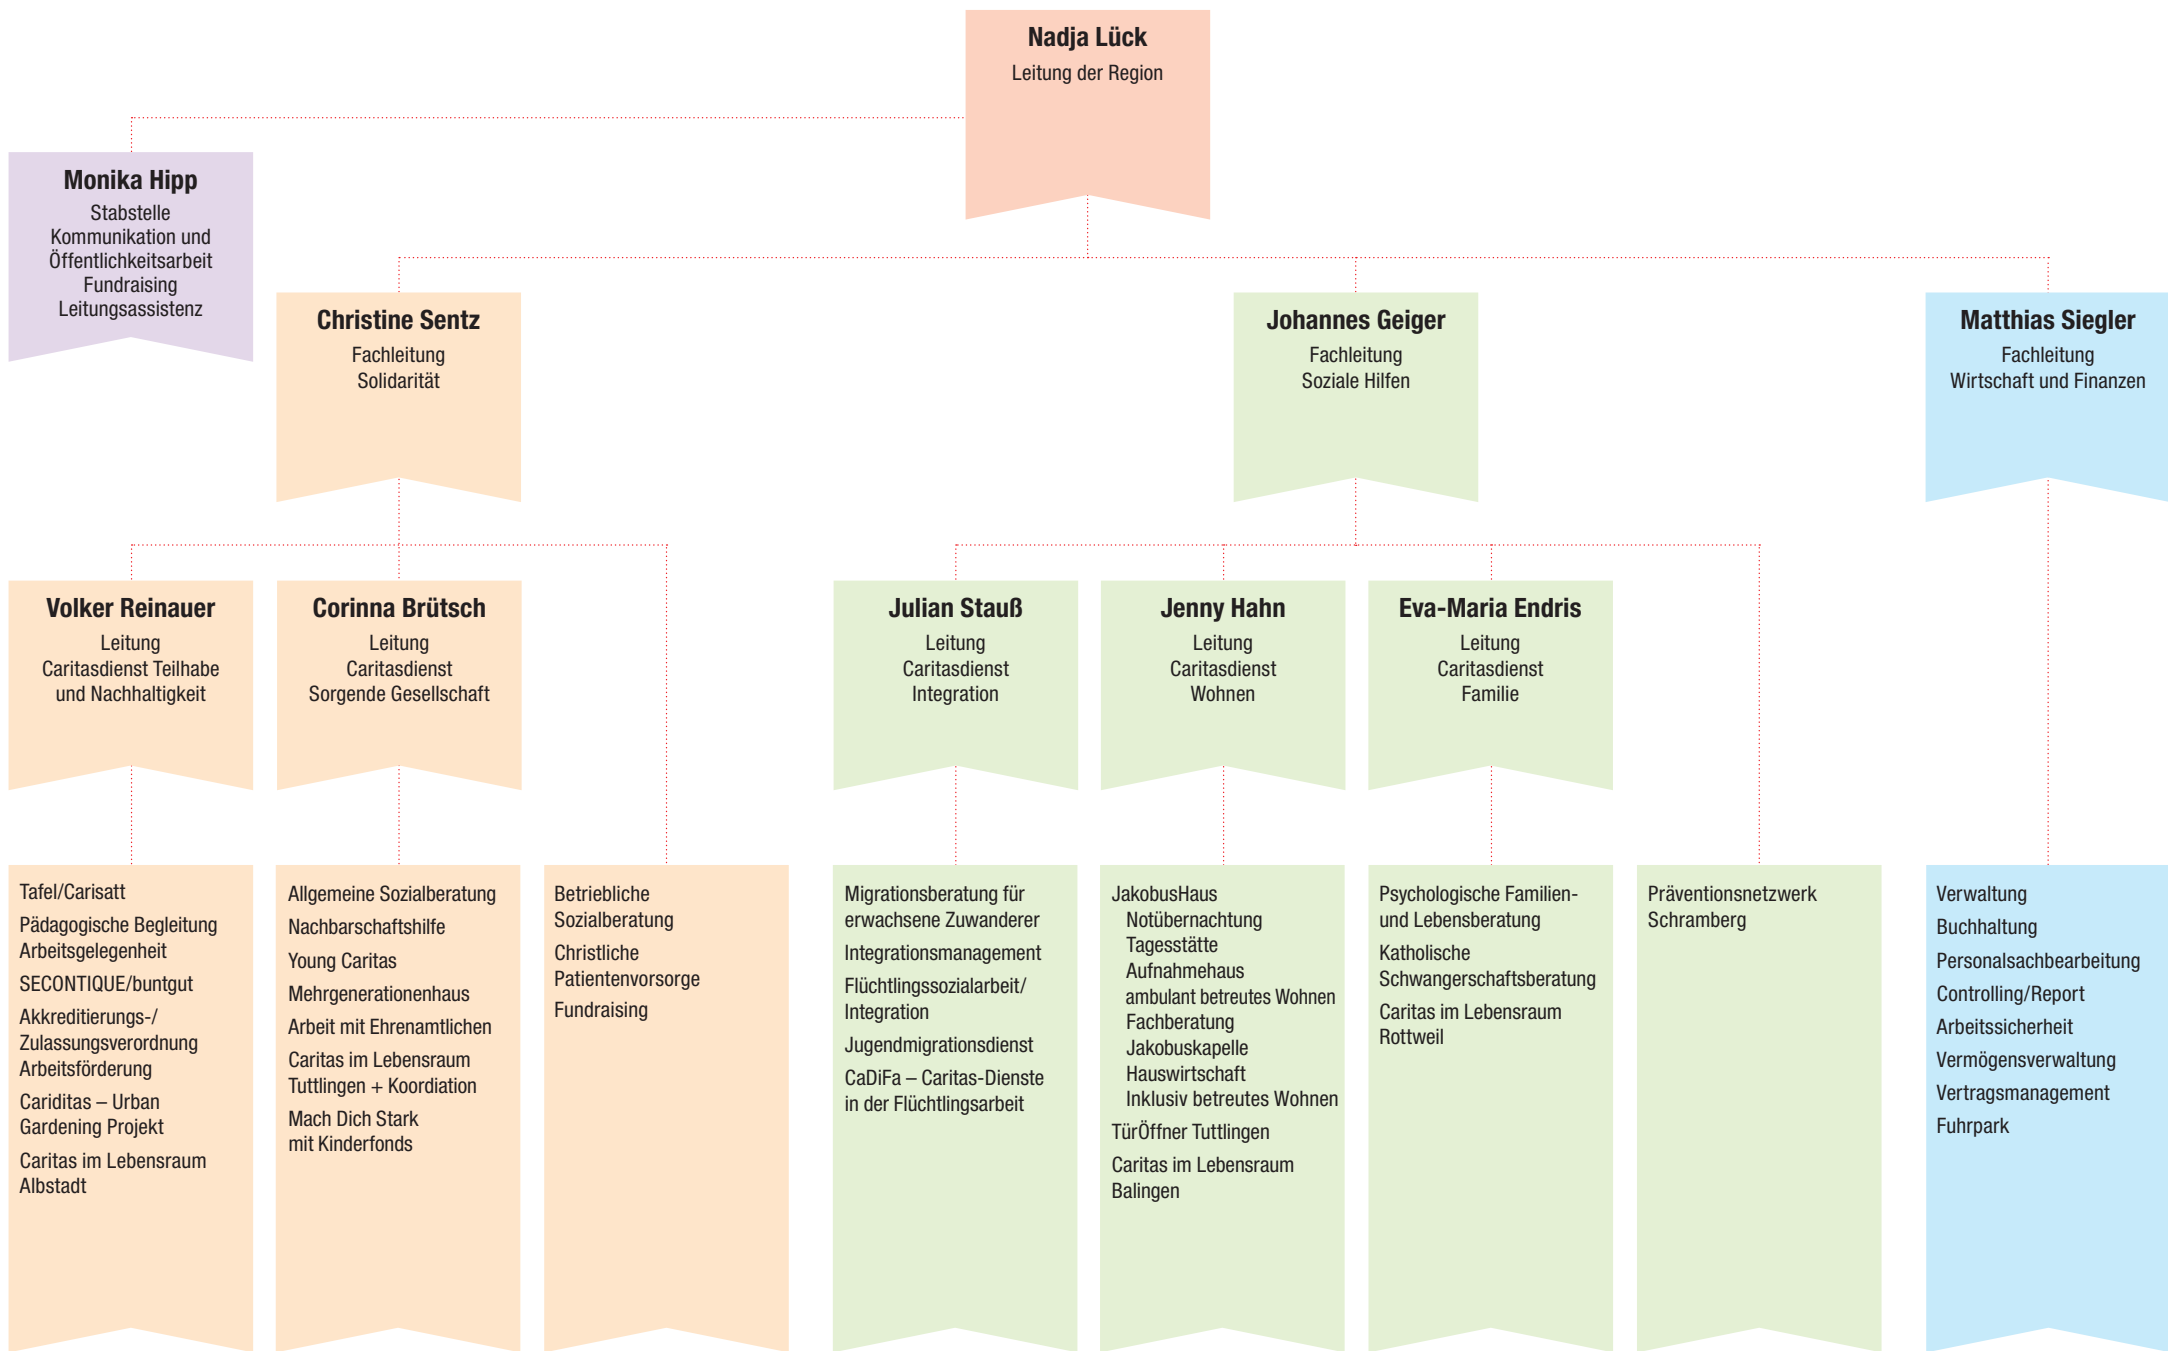 Nadja Lück
Leitung der Region
Monika Hipp
Stabstelle
Kommunikation und
Öffentlichkeitsarbeit
Fundraising
Leitungsassistenz
Christine Sentz
Fachleitung
Solidarität
Johannes Geiger
Fachleitung
Soziale Hilfen
Matthias Siegler
Fachleitung
Wirtschaft und Finanzen
Volker Reinauer
Leitung
Caritasdienst Teilhabe
und Nachhaltigkeit
Corinna Brütsch
Leitung
Caritasdienst
Sorgende Gesellschaft
Julian Stauß
Leitung
Caritasdienst
Integration
Jenny Hahn
Leitung
Caritasdienst
Wohnen
Eva-Maria Endris
Leitung
Caritasdienst
Familie
Tafel/Carisatt
Pädagogische Begleitung
Arbeitsgelegenheit
SECONTIQUE/buntgut
Akkreditierungs-/
Zulassungsverordnung
Arbeitsförderung
Cariditas – Urban
Gardening Projekt
Caritas im Lebensraum
Albstadt
Allgemeine Sozialberatung
Nachbarschaftshilfe
Young Caritas
Mehrgenerationenhaus
Arbeit mit Ehrenamtlichen
Caritas im Lebensraum
Tuttlingen + Koordiation
Mach Dich Stark
mit Kinderfonds
Betriebliche
Sozialberatung
Christliche
Patientenvorsorge
Fundraising
Migrationsberatung für
erwachsene Zuwanderer
Integrationsmanagement
Flüchtlingssozialarbeit/
Integration
Jugendmigrationsdienst
CaDiFa – Caritas-Dienste
in der Flüchtlingsarbeit
JakobusHaus
Notübernachtung
Tagesstätte
Aufnahmehaus
ambulant betreutes Wohnen
Fachberatung
Jakobuskapelle
Hauswirtschaft
Inklusiv betreutes Wohnen
TürÖffner Tuttlingen
Caritas im Lebensraum
Balingen
Psychologische Familien-
und Lebensberatung
Katholische
Schwangerschaftsberatung
Caritas im Lebensraum
Rottweil
Präventionsnetzwerk
Schramberg
Verwaltung
Buchhaltung
Personalsachbearbeitung
Controlling/Report
Arbeitssicherheit
Vermögensverwaltung
Vertragsmanagement
Fuhrpark